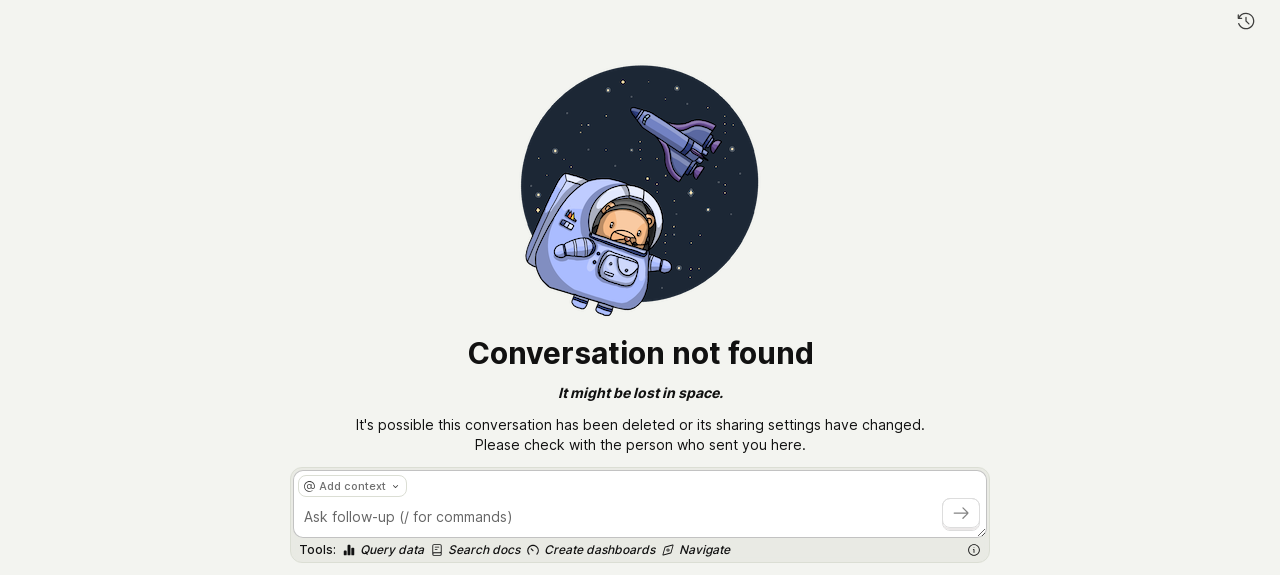 Conversation not found
It might be lost in space.
It's possible this conversation has been deleted or its sharing settings have changed.
Please check with the person who sent you here.
Add context
Ask follow-up (/ for commands)
Tools: Query data Search docs Create dashboards Navigate